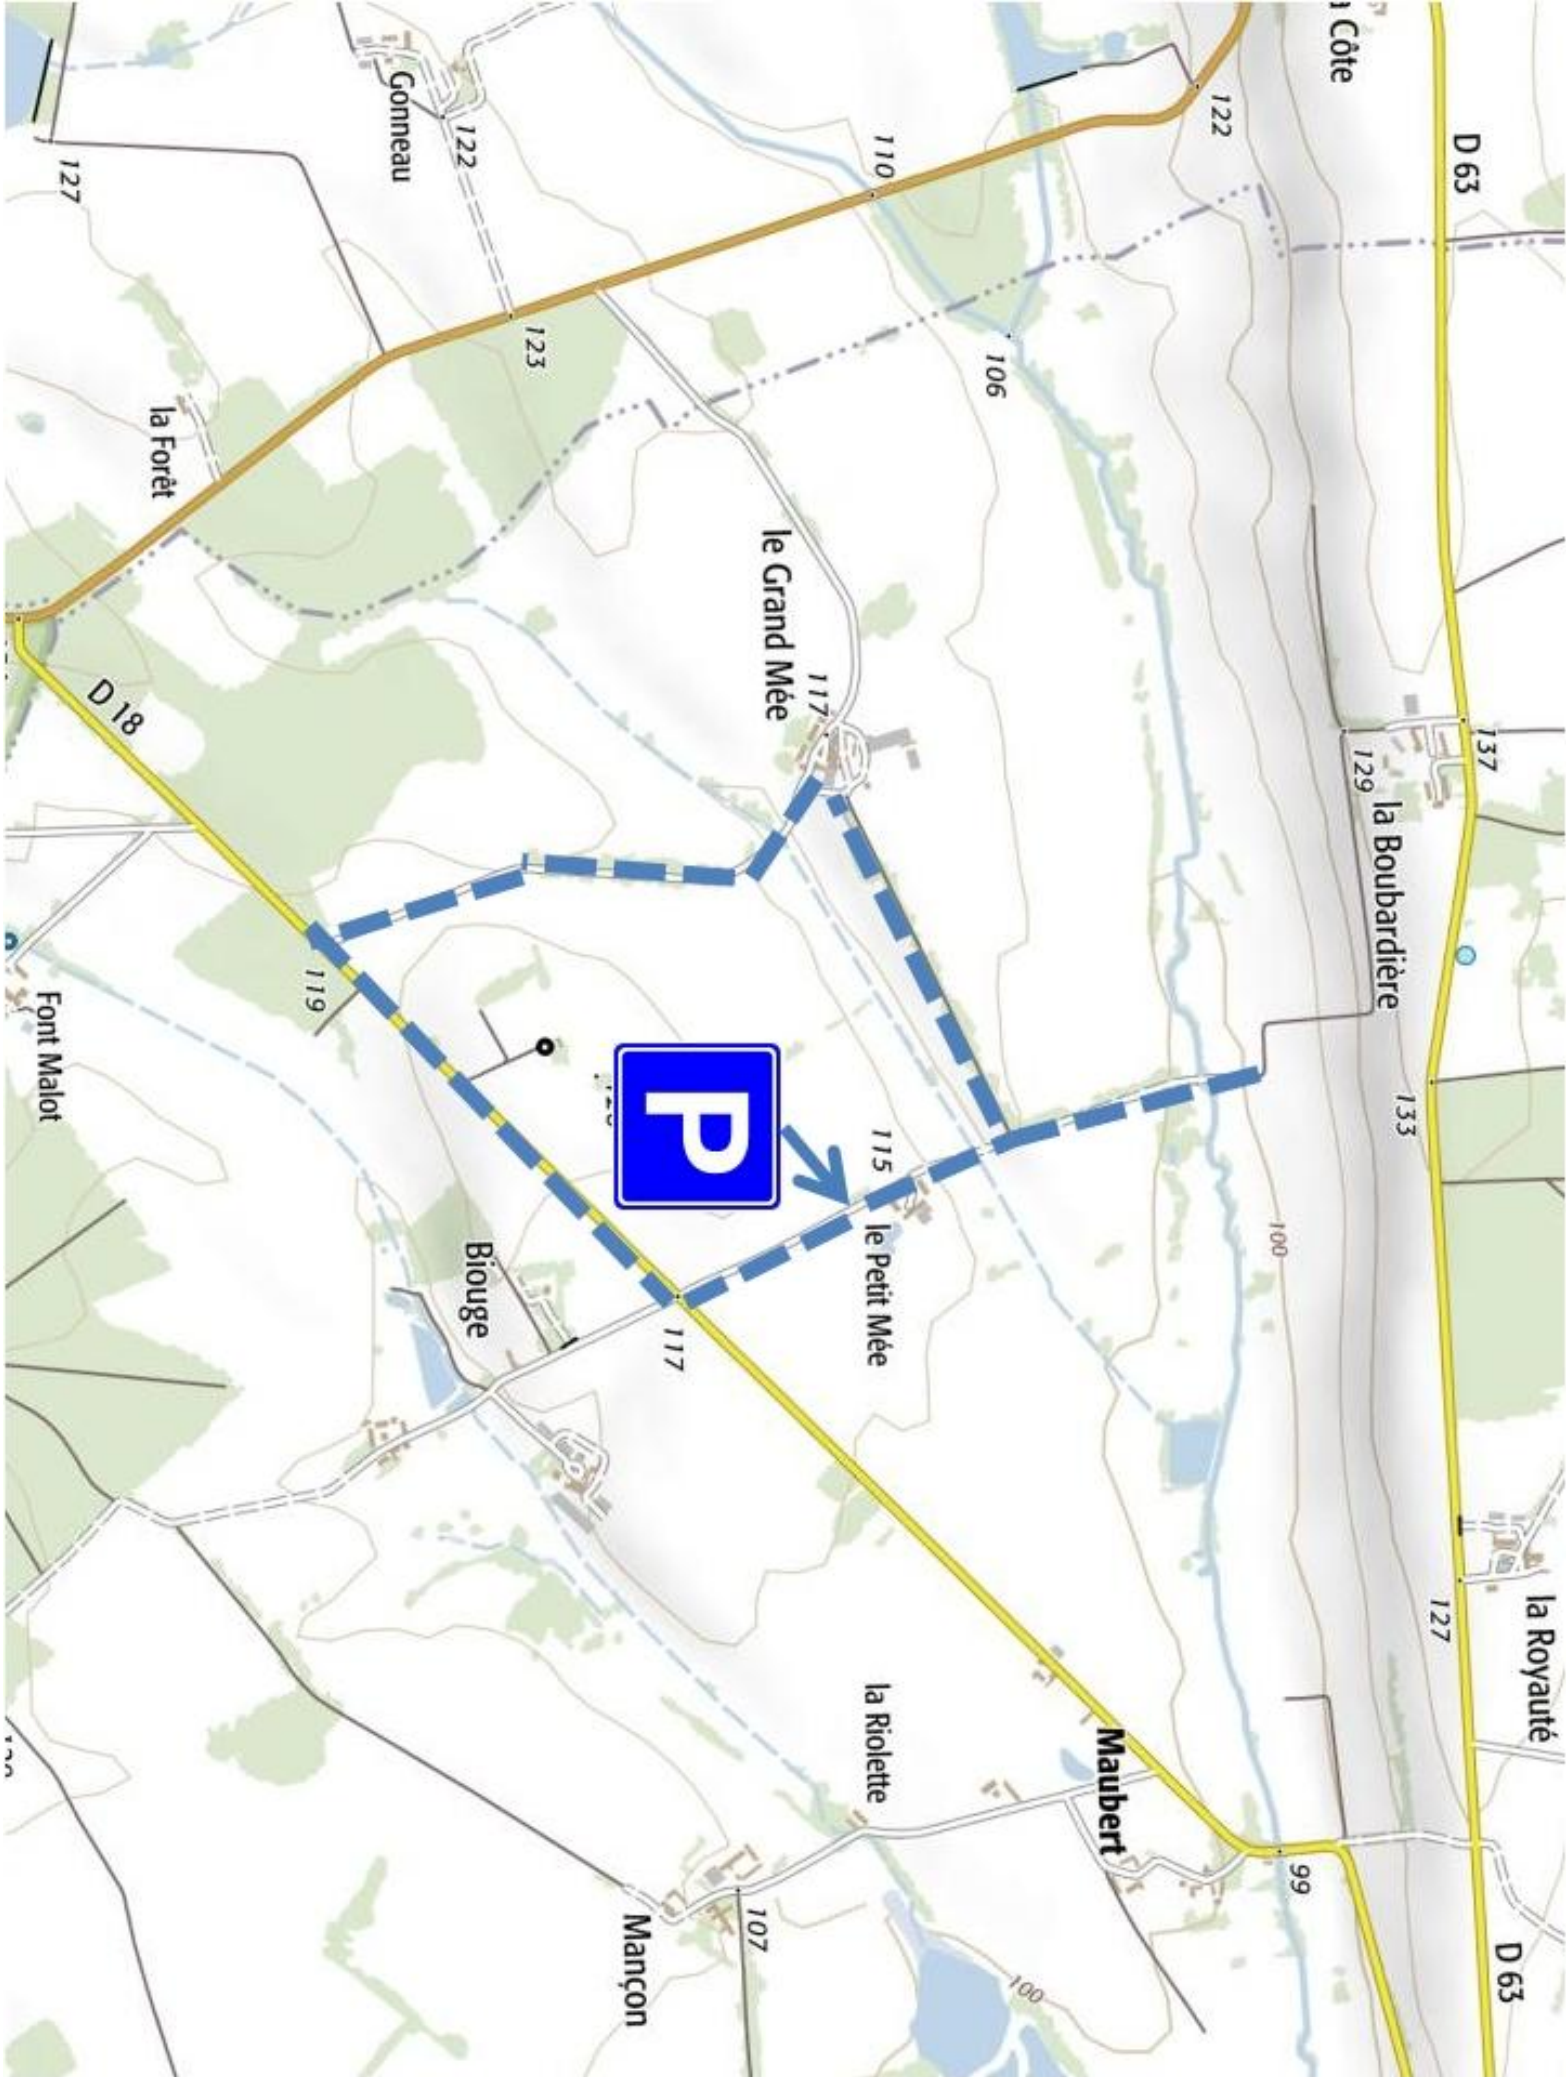 la Royauté
D 63
137
D 63
127
133
la Boubardière
129
Côte
99
100
122
Maubert
100
106
110
115
le Petit Mée
la Riolette
117
le Grand Mée
107
P
117
Mançon
123
Biouge
122
Gonneau
119
la Forêt
D 18
127
Font Malot